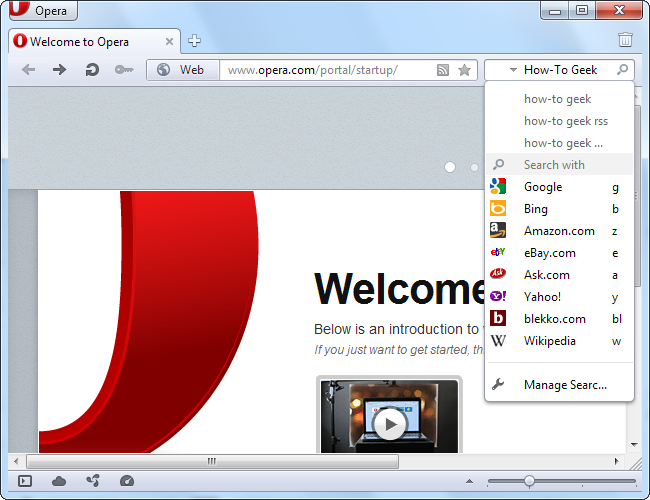 Opera
Welcome to Opera
Web
www.opera.com/portal/startup/
How-To Geek
how-to geek
how-to geek rss
how-to geek ...
Search with
Google g
Bing b
Amazon.com z
eBay.com e
Ask.com a
Yahoo! y
blekko.com bl
Wikipedia w
Manage Searc...
Welcome
Below is an introduction to
If you just want to get started, th